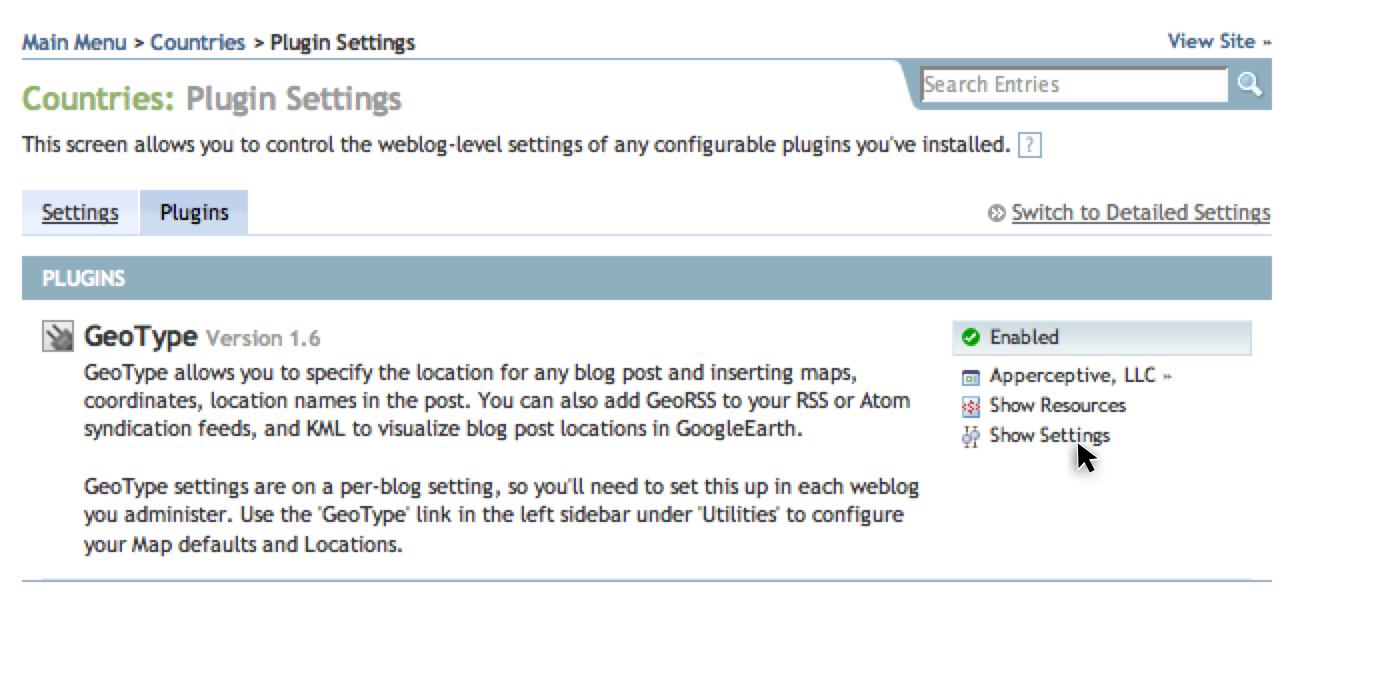 Main Menu > Countries > Plugin Settings
View Site »
Countries: Plugin Settings
Search Entries
This screen allows you to control the weblog-level settings of any configurable plugins you've installed. ?
Settings
Plugins
Switch to Detailed Settings
PLUGINS
GeoType Version 1.6
GeoType allows you to specify the location for any blog post and inserting maps,
coordinates, location names in the post. You can also add GeoRSS to your RSS or Atom
syndication feeds, and KML to visualize blog post locations in GoogleEarth.
GeoType settings are on a per-blog setting, so you'll need to set this up in each weblog
you administer. Use the 'GeoType' link in the left sidebar under 'Utilities' to configure
your Map defaults and Locations.
Enabled
Apperceptive, LLC »
Show Resources
Show Settings